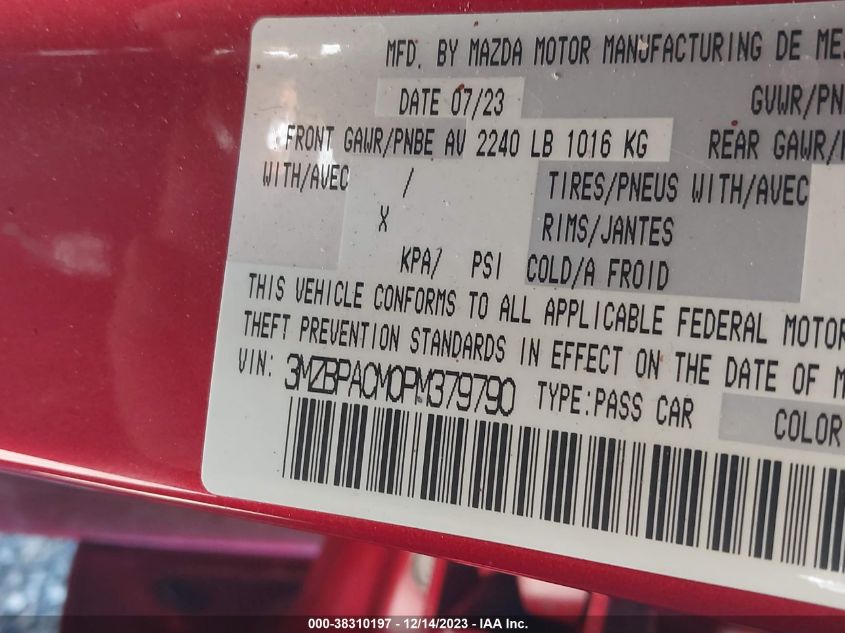 MFD. BY MAZDA MOTOR MANUFACTURING DE
DATE 07/23 GVWR/PN
FRONT GAWR/PNBE AV 2240 LB 1016 KG REAR GAWR/
WITH/AVEC / TIRES/PNEUS WITH/AVEC
X RIMS/JANTES
KPA/ PSI COLD/A FROID
THIS VEHICLE CONFORMS TO ALL APPLICABLE FEDERAL MOTOR
THEFT PREVENTION STANDARDS IN EFFECT ON THE DATE OF M
VIN: 3MZBPACM0PM379790 TYPE:PASS CAR COLOR
000-38310197 - 12/14/2023 - IAA Inc.